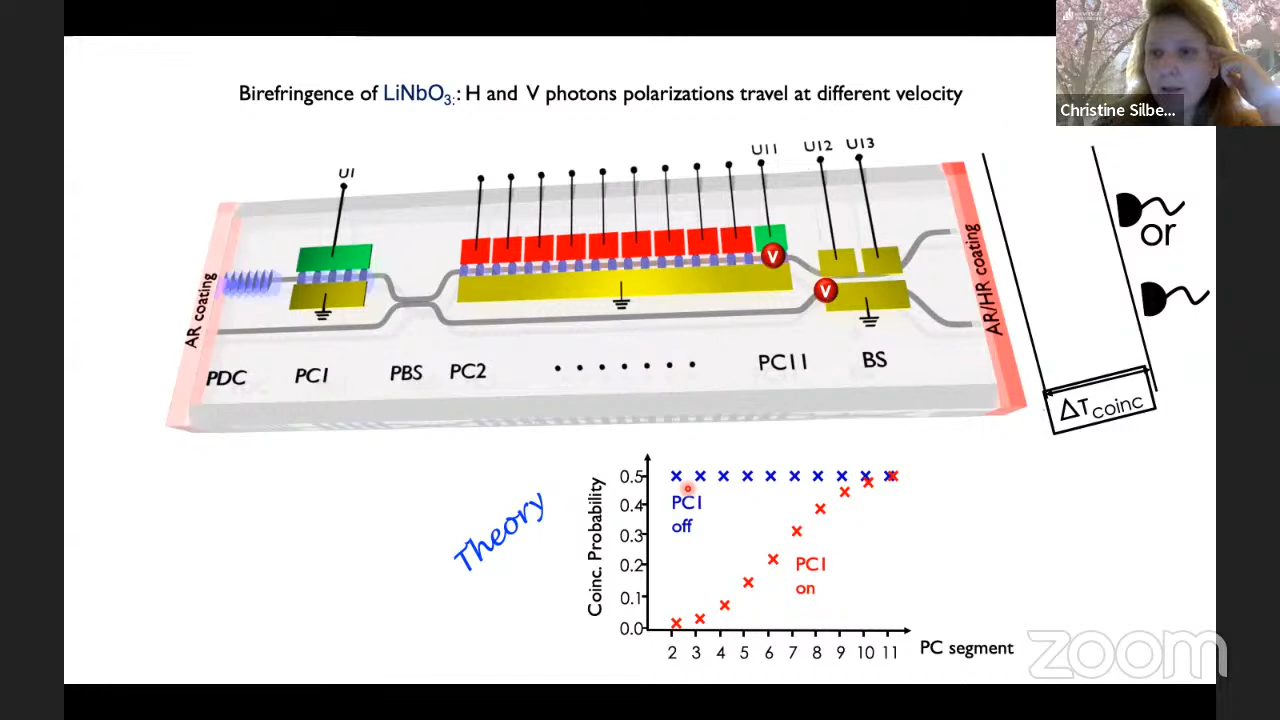 Christine Silbe...
Birefringence of LiNbO3: H and V photons polarizations travel at different velocity
U1
U11
U12
U13
V
V
or
AR coating
AR/HR coating
PDC
PC1
PBS
PC2
.......
PC11
BS
ΔTcoinc
Theory
Coinc. Probability
0.5
0.4
0.3
0.2
0.1
0.0
PC1
off
PC1
on
2 3 4 5 6 7 8 9 10 11
PC segment
zoom